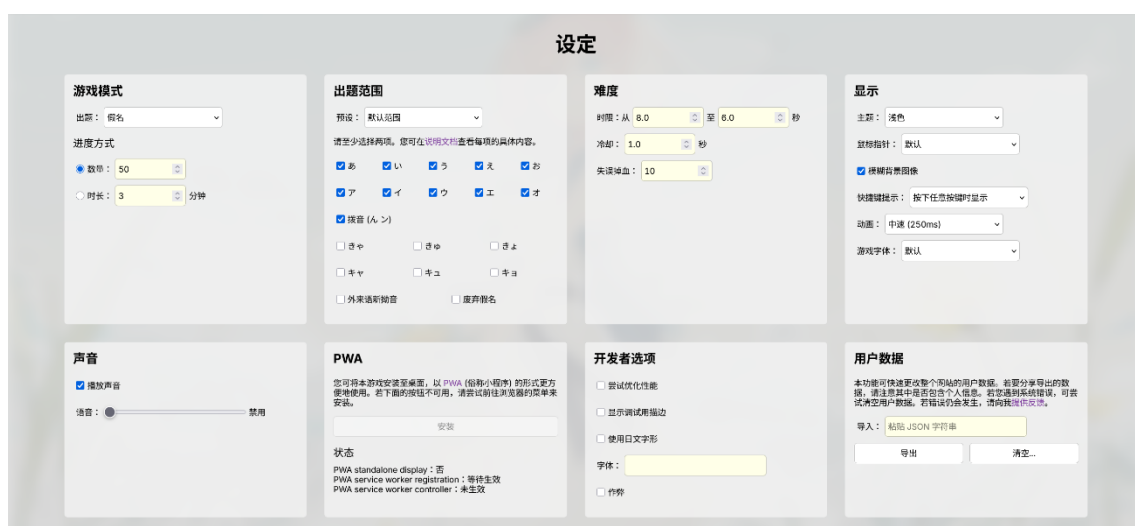 设定
游戏模式
出题： 假名
进度方式
数量： 50
时长： 3 分钟
出题范围
预设： 默认范围
请至少选择两项。您可在说明文档查看每项的具体内容。
あ い う え お
ア イ ウ エ オ
拨音 (ん ン)
きゃ きゅ きょ
キャ キュ キョ
外来语新拗音 废弃假名
难度
时限：从 8.0 至 6.0 秒
冷却： 1.0 秒
失误掉血： 10
显示
主题： 浅色
鼠标指针： 默认
模糊背景图像
快捷键提示： 按下任意按键时显示
动画： 中速 (250ms)
游戏字体： 默认
声音
播放声音
语音： 禁用
PWA
您可将本游戏安装至桌面，以 PWA (俗称小程序) 的形式更方
便地使用。若下面的按钮不可用，请尝试前往浏览器的菜单来
安装。
安装
状态
PWA standalone display：否
PWA service worker registration：等待生效
PWA service worker controller：未生效
开发者选项
尝试优化性能
显示调试用描边
使用日文字形
字体：
作弊
用户数据
本功能可快速更改整个网站的用户数据。若要分享导出的数
据，请注意其中是否包含个人信息。若您遇到系统错误，可尝
试清空用户数据。若错误仍会发生，请向我提供反馈。
导入： 粘贴 JSON 字符串
导出 清空...